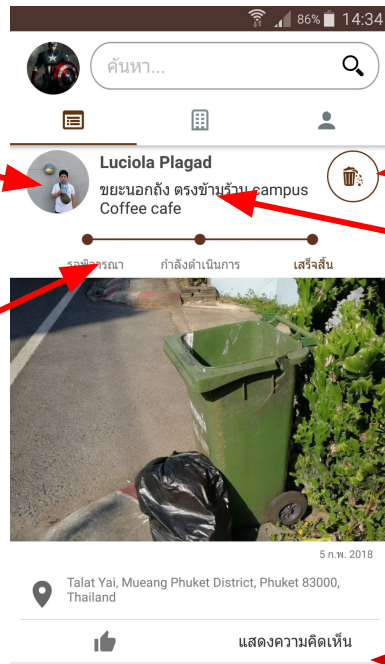 86% 14:34
ค้นหา...
Luciola Plagad
ขยะนอกถัง ตรงข้ามร้าน campus
Coffee cafe
รอพิจารณา กำลังดำเนินการ เสร็จสิ้น
5 ก.พ. 2018
Talat Yai, Mueang Phuket District, Phuket 83000,
Thailand
แสดงความคิดเห็น